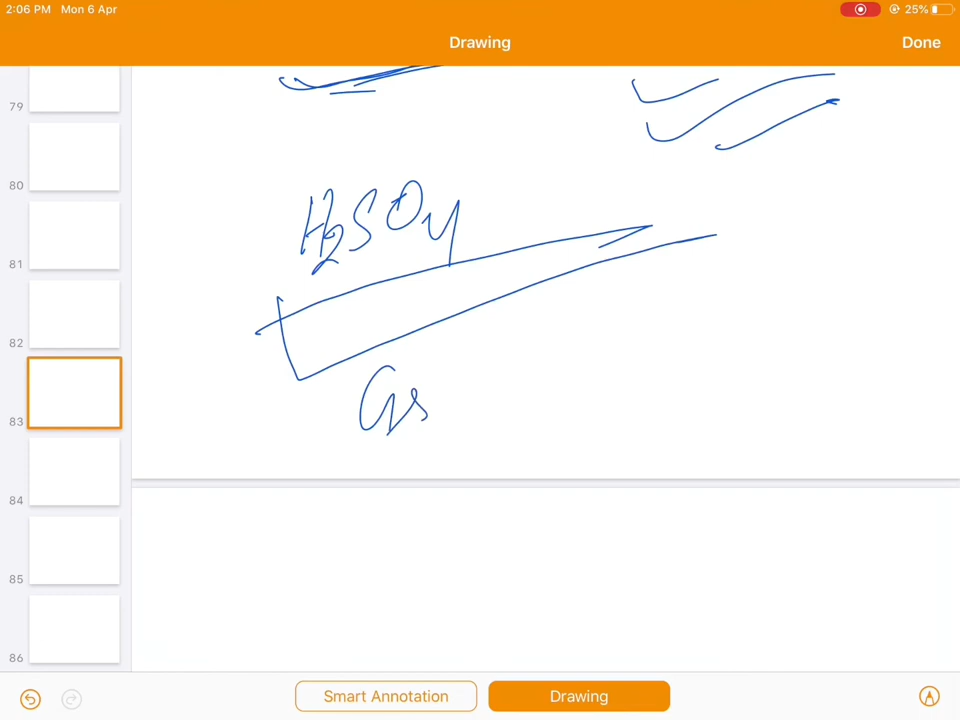 2:06 PM Mon 6 Apr 25%
Drawing Done
79
80
81
82
83
84
85
86
H2SO4
Smart Annotation Drawing